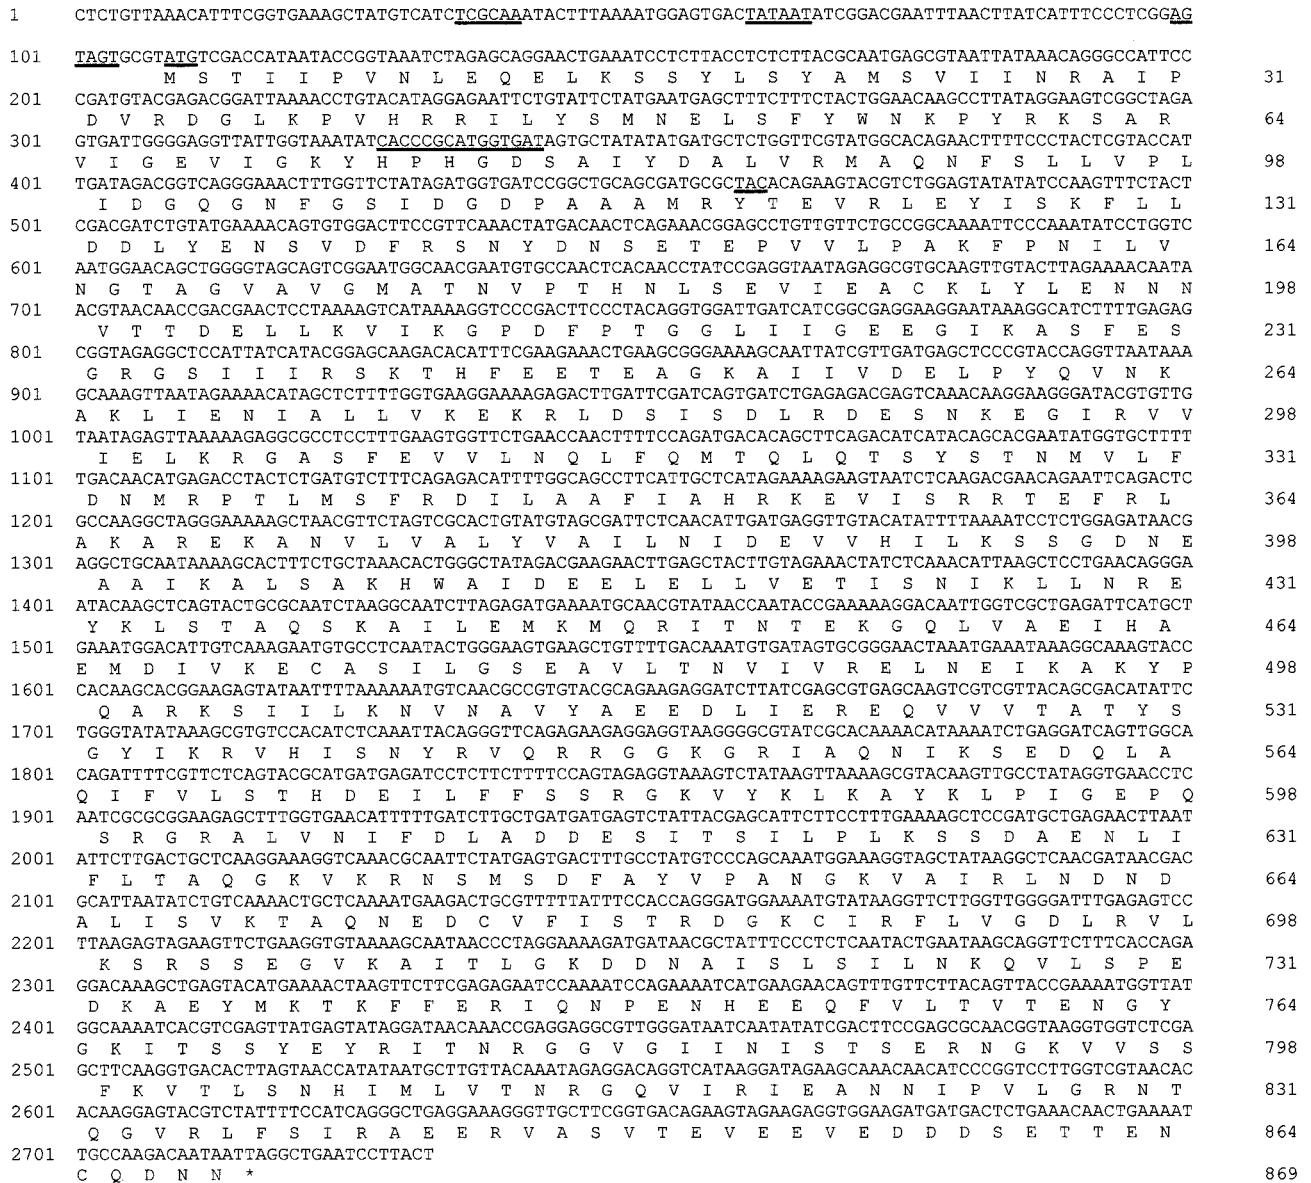 1 CTCTGTTAAACATTTCGGTGAAAGCTATGTCATCTCGCAAATACTTTAAAATGGAGTGACTATAATATCGGACGAATTTAACTTATCATTTCCCTCGGAG
101 TAGTGCGTATGTCGACCATAATACCGGTAAATCTAGAGCAGGAACTGAAATCCTCTTACCTCTCTTACGCAATGAGCGTAATTATAAACAGGGCCATTCC
M S T I I P V N L E Q E L K S S Y L S Y A M S V I I N R A I P 31
201 CGATGTACGAGACGGATTAAAACCTGTACATAGGAGAATTCTGTATTCTATGAATGAGCTTTCTTTCTACTGGAACAAGCCTTATAGGAAGTCGGCTAGA
D V R D G L K P V H R R I L Y S M N E L S F Y W N K P Y R K S A R 64
301 GTGATTGGGGAGGTTATTGGTAAATATCACCCGCATGGTGATAGTGCTATATATGATGCTCTGGTTCGTATGGCACAGAACTTTTCCCTACTCGTACCAT
V I G E V I G K Y H P H G D S A I Y D A L V R M A Q N F S L L V P L 98
401 TGATAGACGGTCAGGGAAACTTTGGTTCTATAGATGGTGATCCGGCTGCAGCGATGCGCTACACAGAAGTACGTCTGGAGTATATATCCAAGTTTCTACT
I D G Q G N F G S I D G D P A A A M R Y T E V R L E Y I S K F L L 131
501 CGACGATCTGTATGAAAACAGTGTGGACTTCCGTTCAAACTATGACAACTCAGAAACGGAGCCTGTTGTTCTGCCGGCAAAATTCCCAAATATCCTGGTC
D D L Y E N S V D F R S N Y D N S E T E P V V L P A K F P N I L V 164
601 AATGGAACAGCTGGGGTAGCAGTCGGAATGGCAACGAATGTGCCAACTCACAACCTATCCGAGGTAATAGAGGCGTGCAAGTTGTACTTAGAAAACAATA
N G T A G V A V G M A T N V P T H N L S E V I E A C K L Y L E N N N 198
701 ACGTAACAACCGACGAACTCCTAAAAGTCATAAAAGGTCCCGACTTCCCTACAGGTGGATTGATCATCGGCGAGGAAGGAATAAAGGCATCTTTTGAGAG
V T T D E L L K V I K G P D F P T G G L I I G E E G I K A S F E S 231
801 CGGTAGAGGCTCCATTATCATACGGAGCAAGACACATTTCGAAGAAACTGAAGCGGGAAAAGCAATTATCGTTGATGAGCTCCCGTACCAGGTTAATAAA
G R G S I I I R S K T H F E E T E A G K A I I V D E L P Y Q V N K 264
901 GCAAAGTTAATAGAAAACATAGCTCTTTTGGTGAAGGAAAAGAGACTTGATTCGATCAGTGATCTGAGAGACGAGTCAAACAAGGAAGGGATACGTGTTG
A K L I E N I A L L V K E K R L D S I S D L R D E S N K E G I R V V 298
1001 TAATAGAGTTAAAAAGAGGCGCCTCCTTTGAAGTGGTTCTGAACCAACTTTTCCAGATGACACAGCTTCAGACATCATACAGCACGAATATGGTGCTTTT
I E L K R G A S F E V V L N Q L F Q M T Q L Q T S Y S T N M V L F 331
1101 TGACAACATGAGACCTACTCTGATGTCTTTCAGAGACATTTTGGCAGCCTTCATTGCTCATAGAAAAGAAGTAATCTCAAGACGAACAGAATTCAGACTC
D N M R P T L M S F R D I L A A F I A H R K E V I S R R T E F R L 364
1201 GCCAAGGCTAGGGAAAAAGCTAACGTTCTAGTCGCACTGTATGTAGCGATTCTCAACATTGATGAGGTTGTACATATTTTAAAATCCTCTGGAGATAACG
A K A R E K A N V L V A L Y V A I L N I D E V V H I L K S S G D N E 398
1301 AGGCTGCAATAAAAGCACTTTCTGCTAAACACTGGGCTATAGACGAAGAACTTGAGCTACTTGTAGAAACTATCTCAAACATTAAGCTCCTGAACAGGGA
A A I K A L S A K H W A I D E E L E L L V E T I S N I K L L N R E 431
1401 ATACAAGCTCAGTACTGCGCAATCTAAGGCAATCTTAGAGATGAAAATGCAACGTATAACCAATACCGAAAAAGGACAATTGGTCGCTGAGATTCATGCT
Y K L S T A Q S K A I L E M K M Q R I T N T E K G Q L V A E I H A 464
1501 GAAATGGACATTGTCAAAGAATGTGCCTCAATACTGGGAAGTGAAGCTGTTTTGACAAATGTGATAGTGCGGGAACTAAATGAAATAAAGGCAAAGTACC
E M D I V K E C A S I L G S E A V L T N V I V R E L N E I K A K Y P 498
1601 CACAAGCACGGAAGAGTATAATTTTAAAAAATGTCAACGCCGTGTACGCAGAAGAGGATCTTATCGAGCGTGAGCAAGTCGTCGTTACAGCGACATATTC
Q A R K S I I L K N V N A V Y A E E D L I E R E Q V V V T A T Y S 531
1701 TGGGTATATAAAGCGTGTCCACATCTCAAATTACAGGGTTCAGAGAAGAGGAGGTAAGGGGCGTATCGCACAAAACATAAAATCTGAGGATCAGTTGGCA
G Y I K R V H I S N Y R V Q R R G G K G R I A Q N I K S E D Q L A 564
1801 CAGATTTTCGTTCTCAGTACGCATGATGAGATCCTCTTCTTTTCCAGTAGAGGTAAAGTCTATAAGTTAAAAGCGTACAAGTTGCCTATAGGTGAACCTC
Q I F V L S T H D E I L F F S S R G K V Y K L K A Y K L P I G E P Q 598
1901 AATCGCGCGGAAGAGCTTTGGTGAACATTTTTGATCTTGCTGATGATGAGTCTATTACGAGCATTCTTCCTTTGAAAAGCTCCGATGCTGAGAACTTAAT
S R G R A L V N I F D L A D D E S I T S I L P L K S S D A E N L I 631
2001 ATTCTTGACTGCTCAAGGAAAGGTCAAACGCAATTCTATGAGTGACTTTGCCTATGTCCCAGCAAATGGAAAGGTAGCTATAAGGCTCAACGATAACGAC
F L T A Q G K V K R N S M S D F A Y V P A N G K V A I R L N D N D 664
2101 GCATTAATATCTGTCAAAACTGCTCAAAATGAAGACTGCGTTTTTATTTCCACCAGGGATGGAAAATGTATAAGGTTCTTGGTTGGGGATTTGAGAGTCC
A L I S V K T A Q N E D C V F I S T R D G K C I R F L V G D L R V L 698
2201 TTAAGAGTAGAAGTTCTGAAGGTGTAAAAGCAATAACCCTAGGAAAAGATGATAACGCTATTTCCCTCTCAATACTGAATAAGCAGGTTCTTTCACCAGA
K S R S S E G V K A I T L G K D D N A I S L S I L N K Q V L S P E 731
2301 GGACAAAGCTGAGTACATGAAAACTAAGTTCTTCGAGAGAATCCAAAATCCAGAAAATCATGAAGAACAGTTTGTTCTTACAGTTACCGAAAATGGTTAT
D K A E Y M K T K F F E R I Q N P E N H E E Q F V L T V T E N G Y 764
2401 GGCAAAATCACGTCGAGTTATGAGTATAGGATAACAAACCGAGGAGGCGTTGGGATAATCAATATATCGACTTCCGAGCGCAACGGTAAGGTGGTCTCGA
G K I T S S Y E Y R I T N R G G V G I I N I S T S E R N G K V V S S 798
2501 GCTTCAAGGTGACACTTAGTAACCATATAATGCTTGTTACAAATAGAGGACAGGTCATAAGGATAGAAGCAAACAACATCCCGGTCCTTGGTCGTAACAC
F K V T L S N H I M L V T N R G Q V I R I E A N N I P V L G R N T 831
2601 ACAAGGAGTACGTCTATTTTCCATCAGGGCTGAGGAAAGGGTTGCTTCGGTGACAGAAGTAGAAGAGGTGGAAGATGATGACTCTGAAACAACTGAAAAT
Q G V R L F S I R A E E R V A S V T E V E E V E D D D S E T T E N 864
2701 TGCCAAGACAATAATTAGGCTGAATCCTTACT
C Q D N N * 869